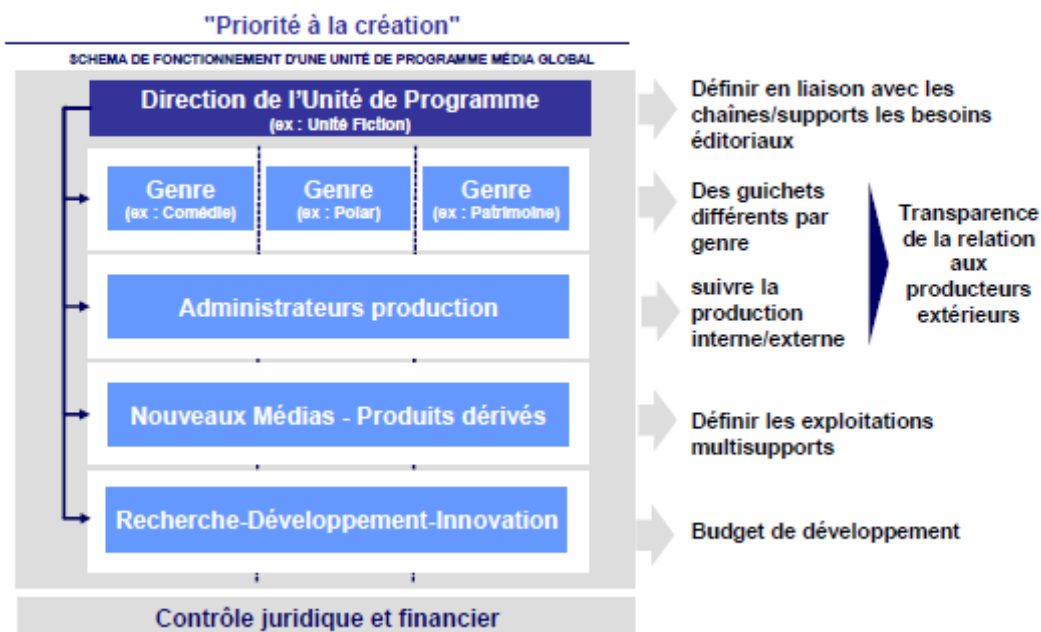 "Priorité à la création"
SCHEMA DE FONCTIONNEMENT D'UNE UNITÉ DE PROGRAMME MÉDIA GLOBAL
Direction de l'Unité de Programme
(ex : Unité Fiction)
Définir en liaison avec les
chaînes/supports les besoins
éditoriaux
Genre
(ex : Comédie)
Genre
(ex : Polar)
Genre
(ex : Patrimoine)
Des guichets
différents par
genre
Administrateurs production
suivre la
production
interne/externe
Transparence
de la relation
aux
producteurs
extérieurs
Nouveaux Médias - Produits dérivés
Définir les exploitations
multisupports
Recherche-Développement-Innovation
Budget de développement
Contrôle juridique et financier